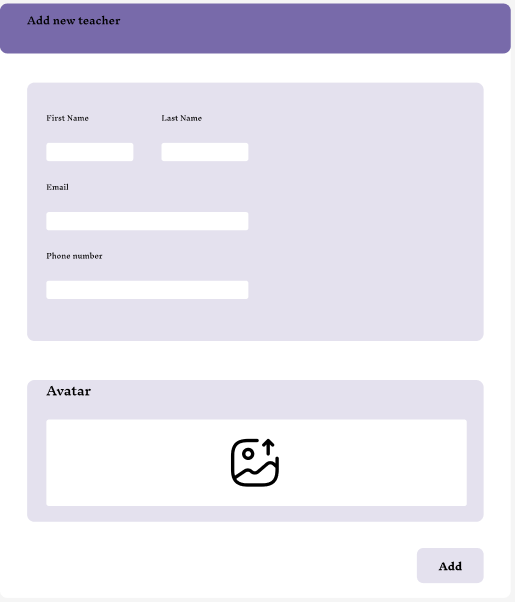 Add new teacher
First Name Last Name
Email
Phone number
Avatar
Add